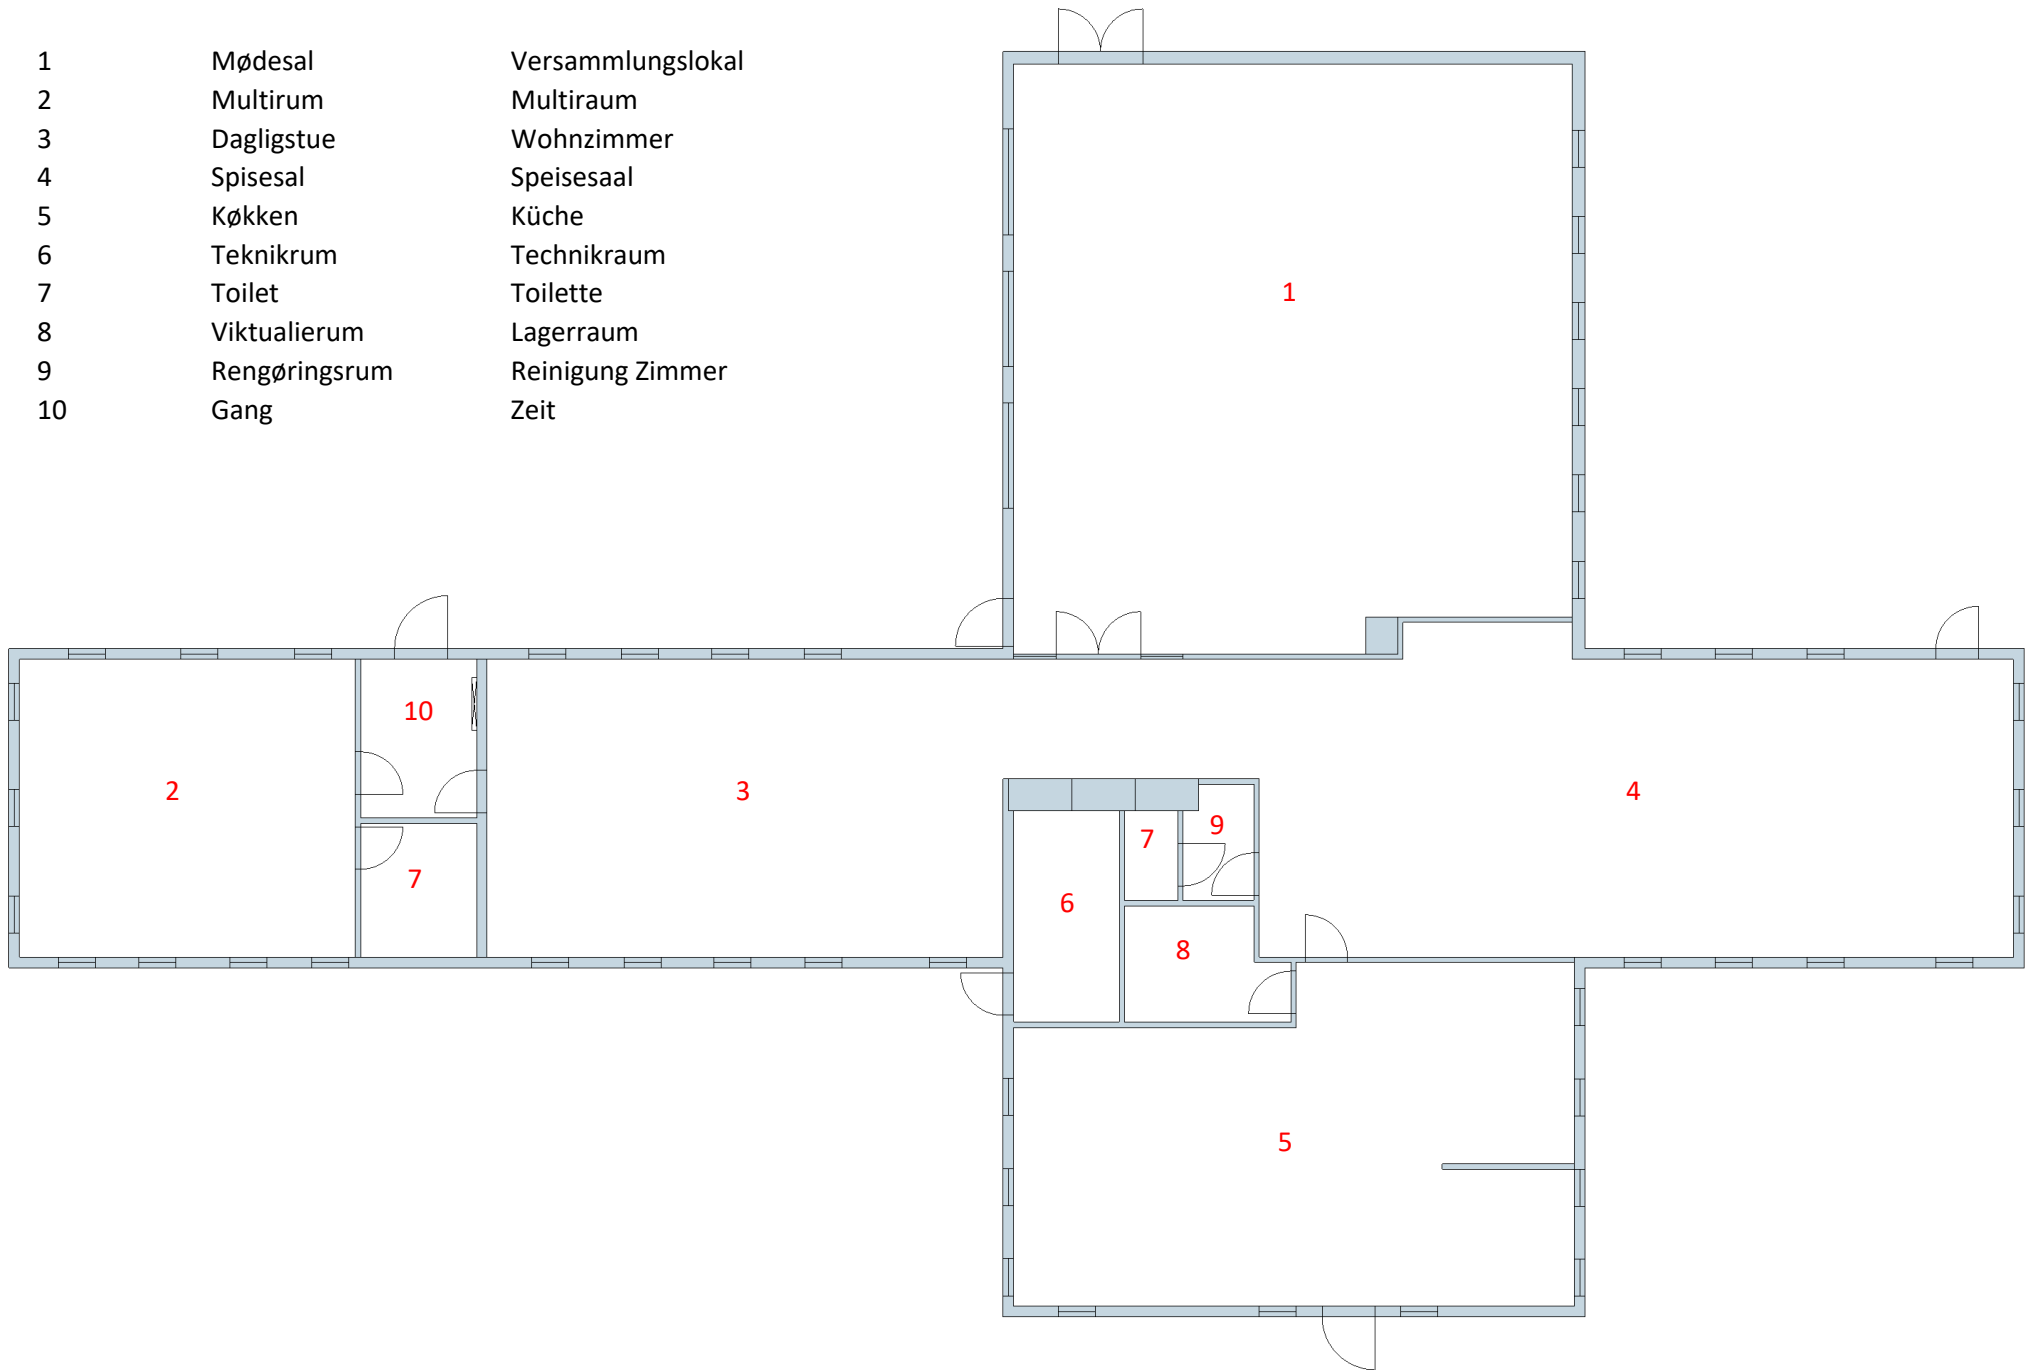 1 Mødesal Versammlungslokal
2 Multirum Multiraum
3 Dagligstue Wohnzimmer
4 Spisesal Speisesaal
5 Køkken Küche
6 Teknikrum Technikraum
7 Toilet Toilette
8 Viktualierum Lagerraum
9 Rengøringsrum Reinigung Zimmer
10 Gang Zeit
1
10
2
3
4
9
7
7
6
8
5